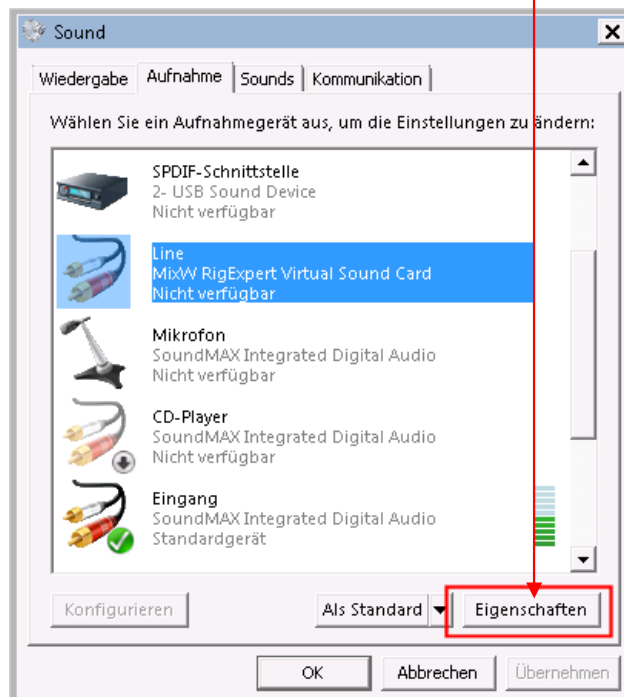 Sound
Wiedergabe Aufnahme Sounds Kommunikation
Wählen Sie ein Aufnahmegerät aus, um die Einstellungen zu ändern:
SPDIF-Schnittstelle
2- USB Sound Device
Nicht verfügbar
Line
MixW RigExpert Virtual Sound Card
Nicht verfügbar
Mikrofon
SoundMAX Integrated Digital Audio
Nicht verfügbar
CD-Player
SoundMAX Integrated Digital Audio
Nicht verfügbar
Eingang
SoundMAX Integrated Digital Audio
Standardgerät
Konfigurieren Als Standard Eigenschaften
OK Abbrechen Übernehmen